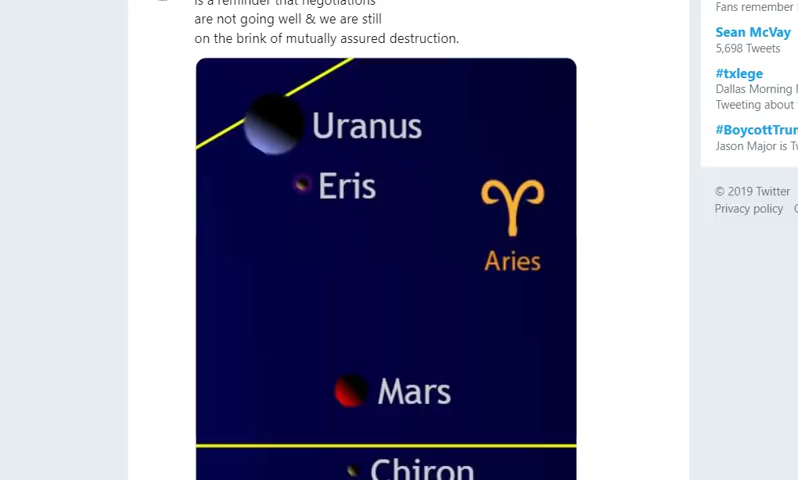 is a reminder that negotiations
are not going well & we are still
on the brink of mutually assured destruction.
Uranus
Eris
Aries
Mars
Chiron
Fans remember
Sean McVay
5,698 Tweets
#txlege
Dallas Morning
Tweeting about
#BoycottTrum
Jason Major is
© 2019 Twitter
Privacy policy